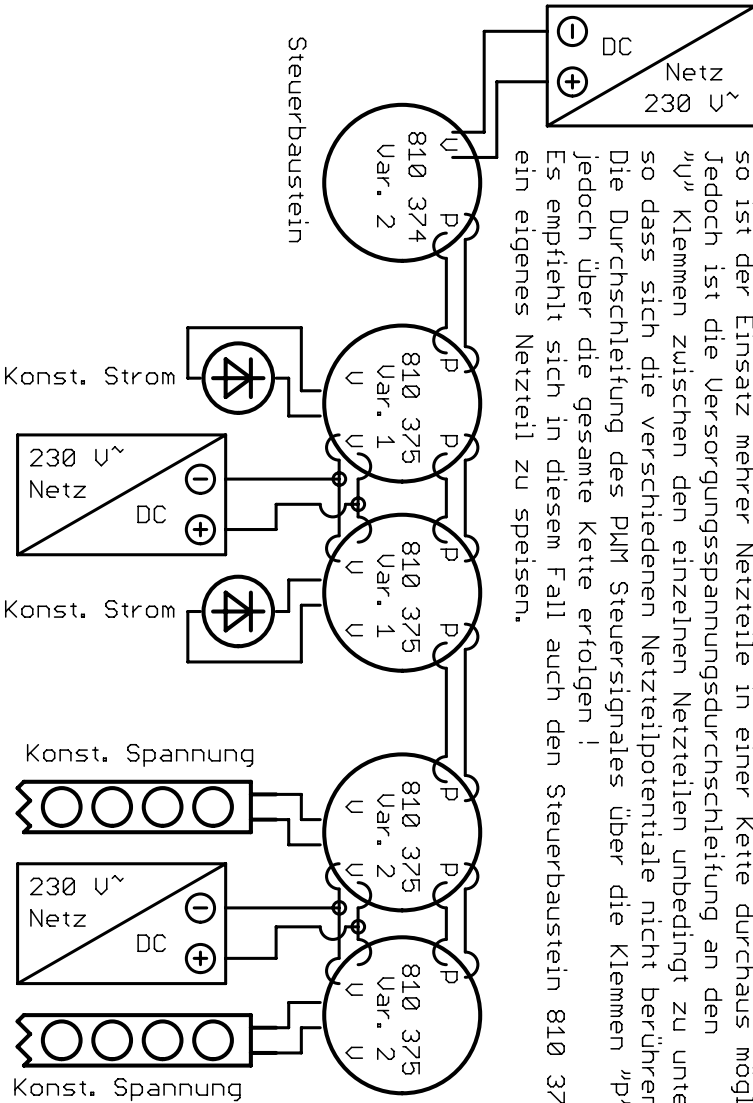 so ist der Einsatz mehrer Netzteile in einer Kette durchaus mögl
Jedoch ist die Versorgungsspannungsdurchschleifung an den
"V" Klemmen zwischen den einzelnen Netzteilen unbedingt zu unte
so dass sich die verschiedenen Netzteilpotentiale nicht berühren
Die Durchschleifung des PWM Steuersignales über die Klemmen "P"
jedoch über die gesamte Kette erfolgen !
Es empfiehlt sich in diesem Fall auch den Steuerbaustein 810 37
ein eigenes Netzteil zu speisen.
- +
DC
Netz
230 V~
Steuerbaustein
V P
810 374
Var. 2
P P
810 375
Var. 1
V V
Konst. Strom
230 V~
Netz
DC
- +
P P
810 375
Var. 1
V V
Konst. Strom
P P
810 375
Var. 2
V V
Konst. Spannung
230 V~
Netz
DC
- +
P
810 375
Var. 2
V V
Konst. Spannung